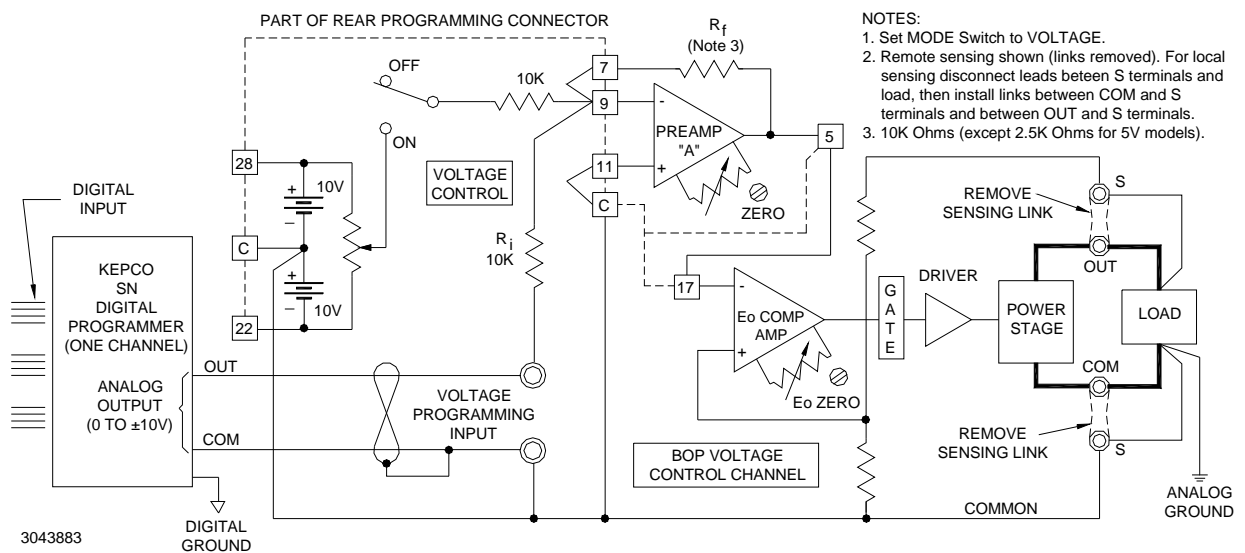 PART OF REAR PROGRAMMING CONNECTOR
NOTES:
1. Set MODE Switch to VOLTAGE.
2. Remote sensing shown (links removed). For local
sensing disconnect leads beteen S terminals and
load, then install links between COM and S
terminals and between OUT and S terminals.
3. 10K Ohms (except 2.5K Ohms for 5V models).
Rf
(Note 3)
OFF
10K
7
9
-
PREAMP
"A"
+
5
ON
28
+
10V
–
VOLTAGE
CONTROL
11
C
ZERO
S
REMOVE
SENSING LINK
OUT
DIGITAL
INPUT
C
Ri
10K
KEPCO
SN
DIGITAL
PROGRAMMER
(ONE CHANNEL)
+
10V
–
22
17
-
Eo COMP
AMP
+
GATE
DRIVER
POWER
STAGE
LOAD
OUT
ANALOG
OUTPUT
(0 TO ±10V)
VOLTAGE
PROGRAMMING
INPUT
COM
Eo ZERO
COM
REMOVE
SENSING LINK
S
BOP VOLTAGE
CONTROL CHANNEL
COMMON
ANALOG
GROUND
DIGITAL
GROUND
3043883